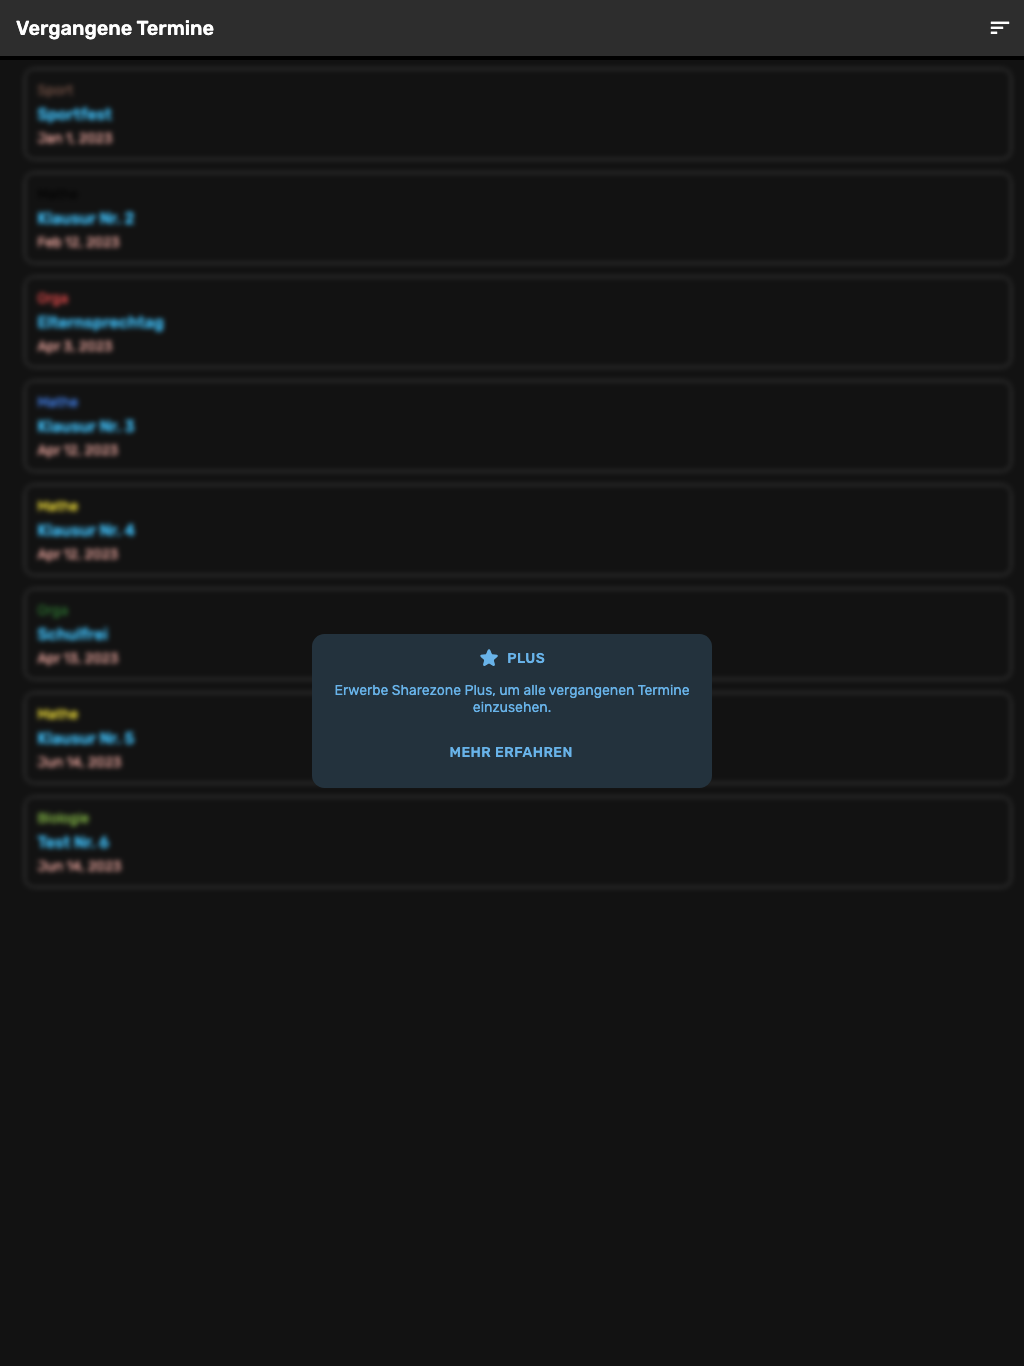 Vergangene Termine
Sport
Sportfest
Jan 1, 2023
Mathe
Klausur Nr. 2
Feb 12, 2023
Orga
Elternsprechtag
Apr 3, 2023
Mathe
Klausur Nr. 3
Apr 12, 2023
Mathe
Klausur Nr. 4
Apr 12, 2023
Orga
Schulfrei
Apr 13, 2023
Mathe
Klausur Nr. 5
Jun 14, 2023
Biologie
Test Nr. 6
Jun 14, 2023
PLUS
Erwerbe Sharezone Plus, um alle vergangenen Termine
einzusehen.
MEHR ERFAHREN